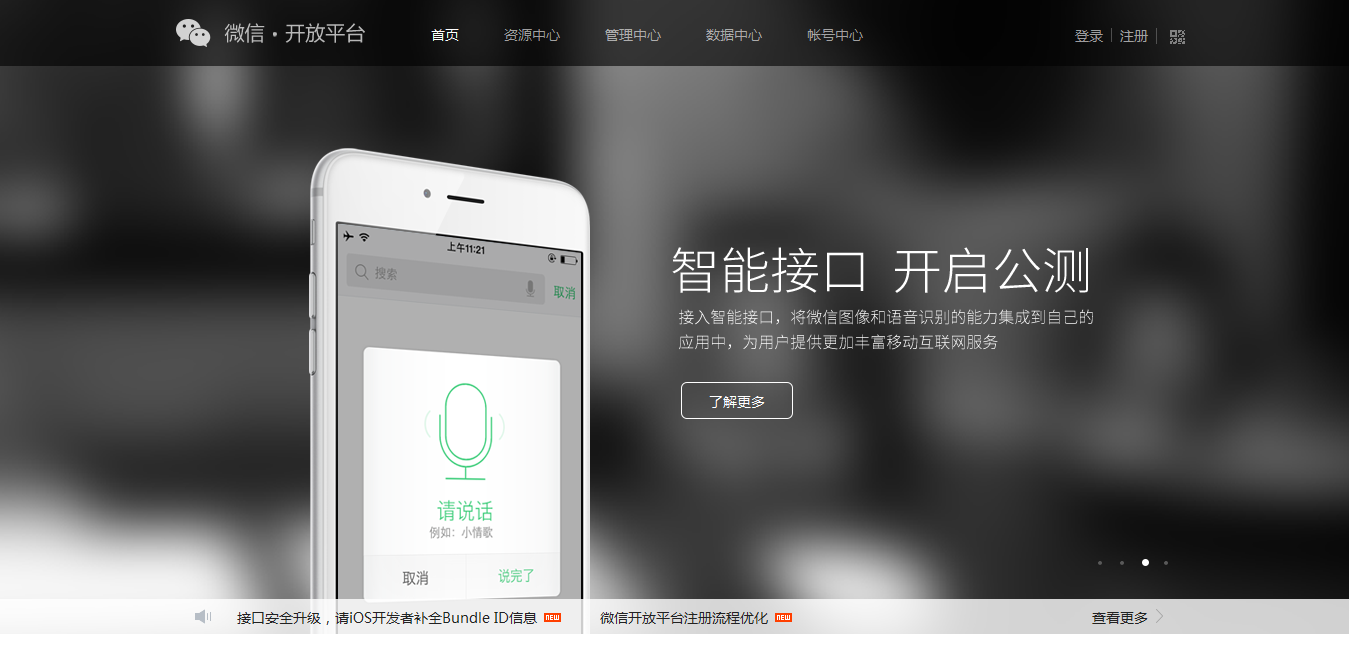 微信·开放平台 首页 资源中心 管理中心 数据中心 帐号中心 登录 注册
上午11:21
搜索
取消
智能接口 开启公测
接入智能接口，将微信图像和语音识别的能力集成到自己的
应用中，为用户提供更加丰富移动互联网服务
了解更多
请说话
例如：小情歌
取消 说完了
接口安全升级，请iOS开发者补全Bundle ID信息 NEW 微信开放平台注册流程优化 NEW 查看更多